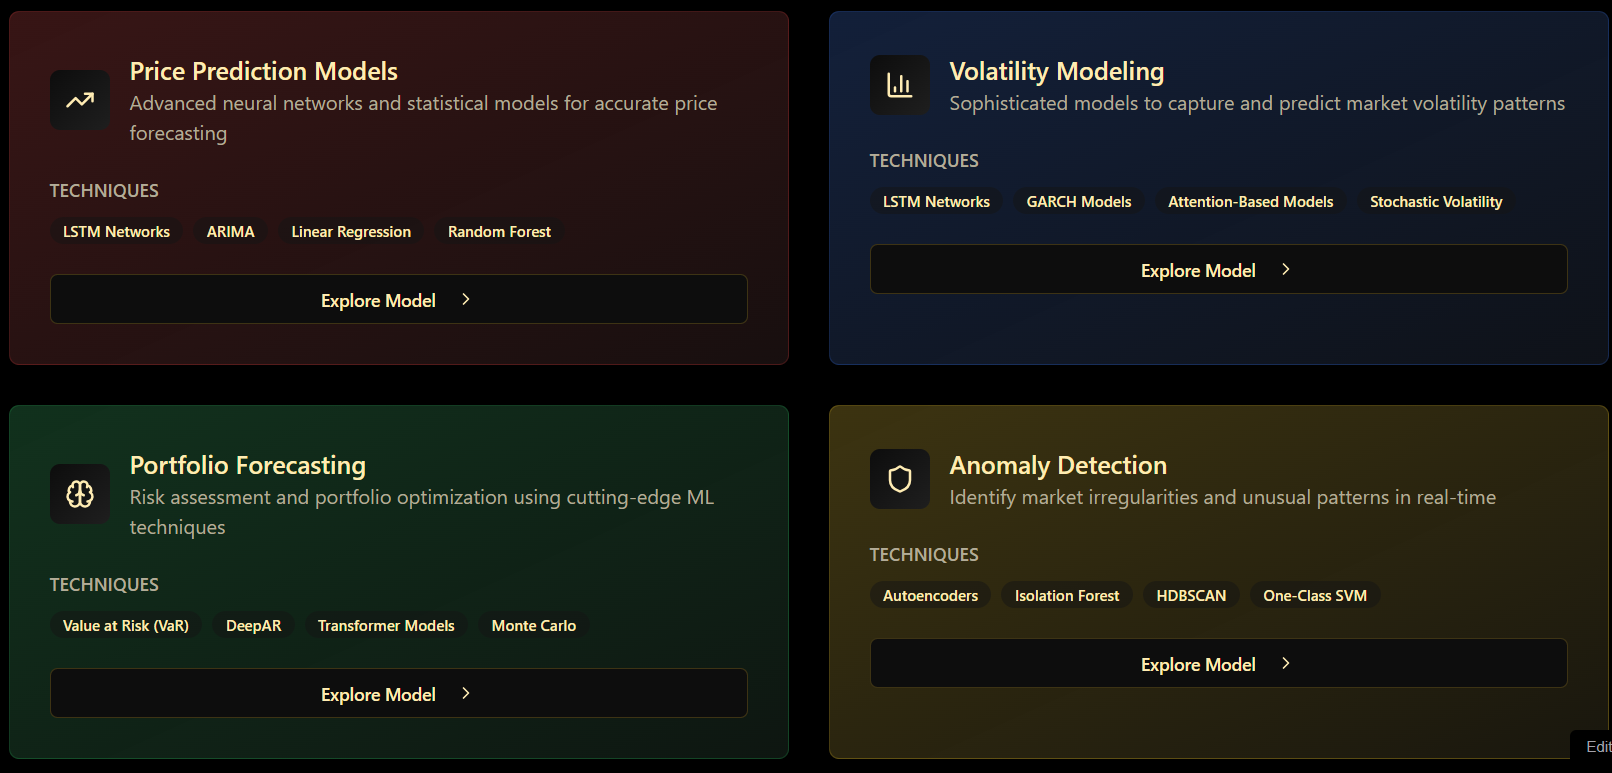 Price Prediction Models
Advanced neural networks and statistical models for accurate price
forecasting
TECHNIQUES
LSTM Networks ARIMA Linear Regression Random Forest
Explore Model
Volatility Modeling
Sophisticated models to capture and predict market volatility patterns
TECHNIQUES
LSTM Networks GARCH Models Attention-Based Models Stochastic Volatility
Explore Model
Portfolio Forecasting
Risk assessment and portfolio optimization using cutting-edge ML
techniques
TECHNIQUES
Value at Risk (VaR) DeepAR Transformer Models Monte Carlo
Explore Model
Anomaly Detection
Identify market irregularities and unusual patterns in real-time
TECHNIQUES
Autoencoders Isolation Forest HDBSCAN One-Class SVM
Explore Model
Edit